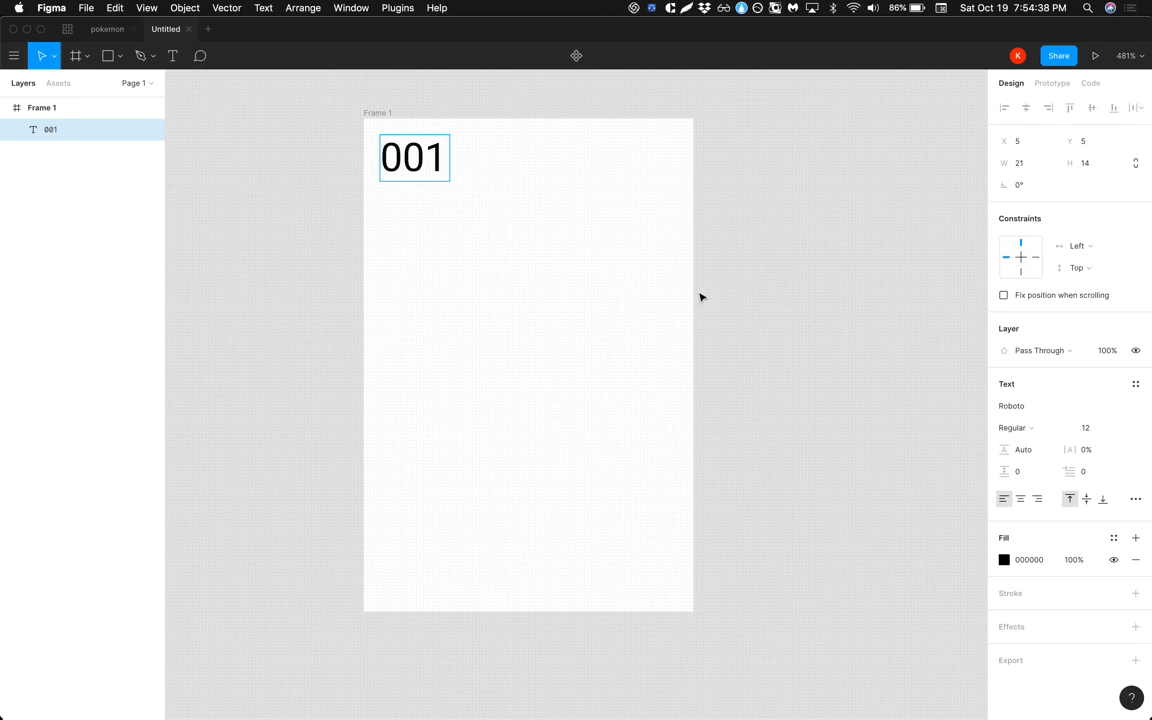 Figma File Edit View Object Vector Text Arrange Window Plugins Help 86% Sat Oct 19 7:54:38 PM
pokemon Untitled
K Share 481%
Layers Assets Page 1
Design Prototype Code
Frame 1
001
Frame 1
001
X 5 Y 5
W 21 H 14
0°
Constraints
Left
Top
Fix position when scrolling
Layer
Pass Through 100%
Text
Roboto
Regular 12
Auto |A| 0%
0 0
Fill
000000 100%
Stroke
Effects
Export
?